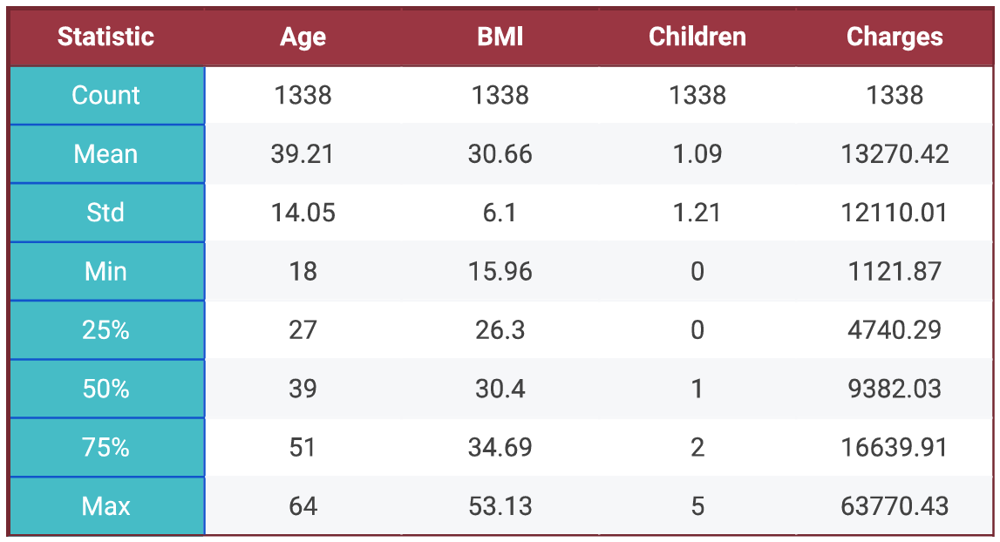 Statistic Age BMl Children Charges
Count 1338 1338 1338 1338
Mean 39.21 30.66 1.09 13270.42
Std 14.05 6.1 1.21 12110.01
Min 18 15.96 0 1121.87
25% 27 26.3 0 4740.29
50% 39 30.4 1 9382.03
75% 51 34.69 2 16639.91
Max 64 53.13 5 63770.43